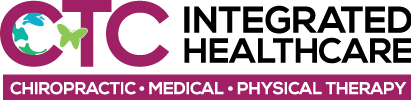 CTC INTEGRATED
HEALTHCARE
CHIROPRACTIC • MEDICAL • PHYSICAL THERAPY